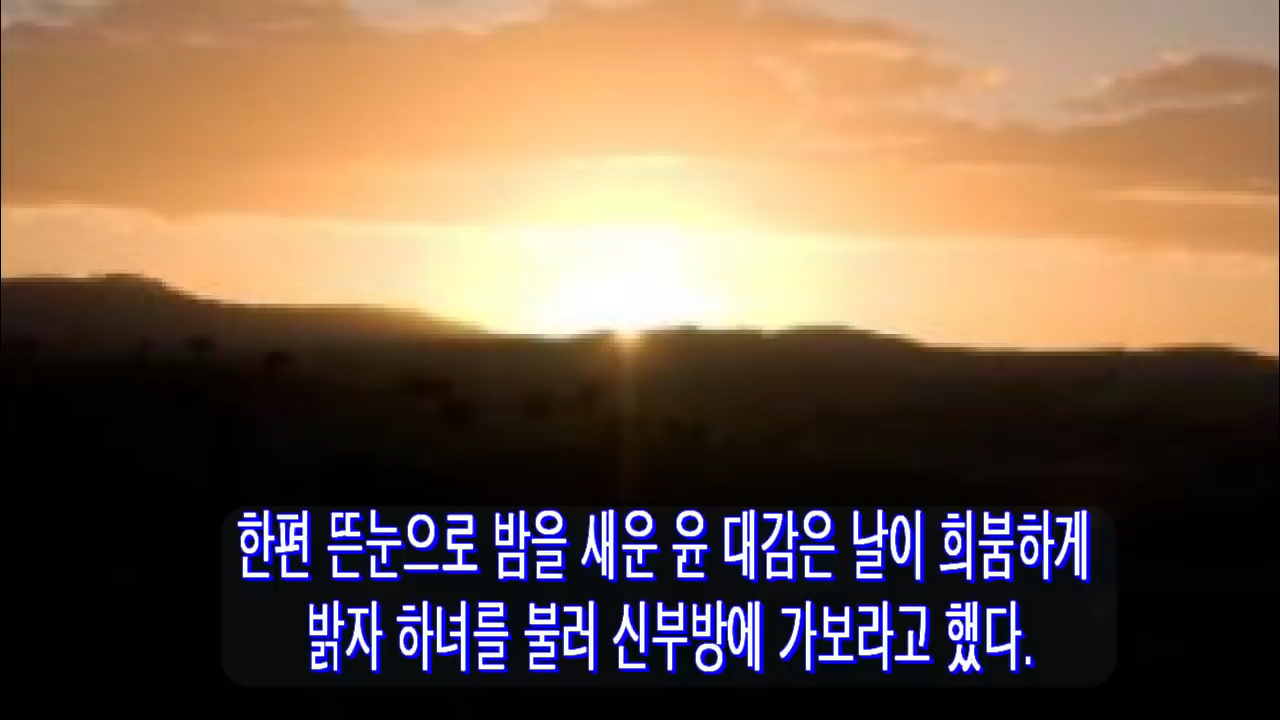 한편 뜬눈으로 밤을 새운 윤 대감은 날이 희붐하게
밝자 하녀를 불러 신부방에 가보라고 했다.